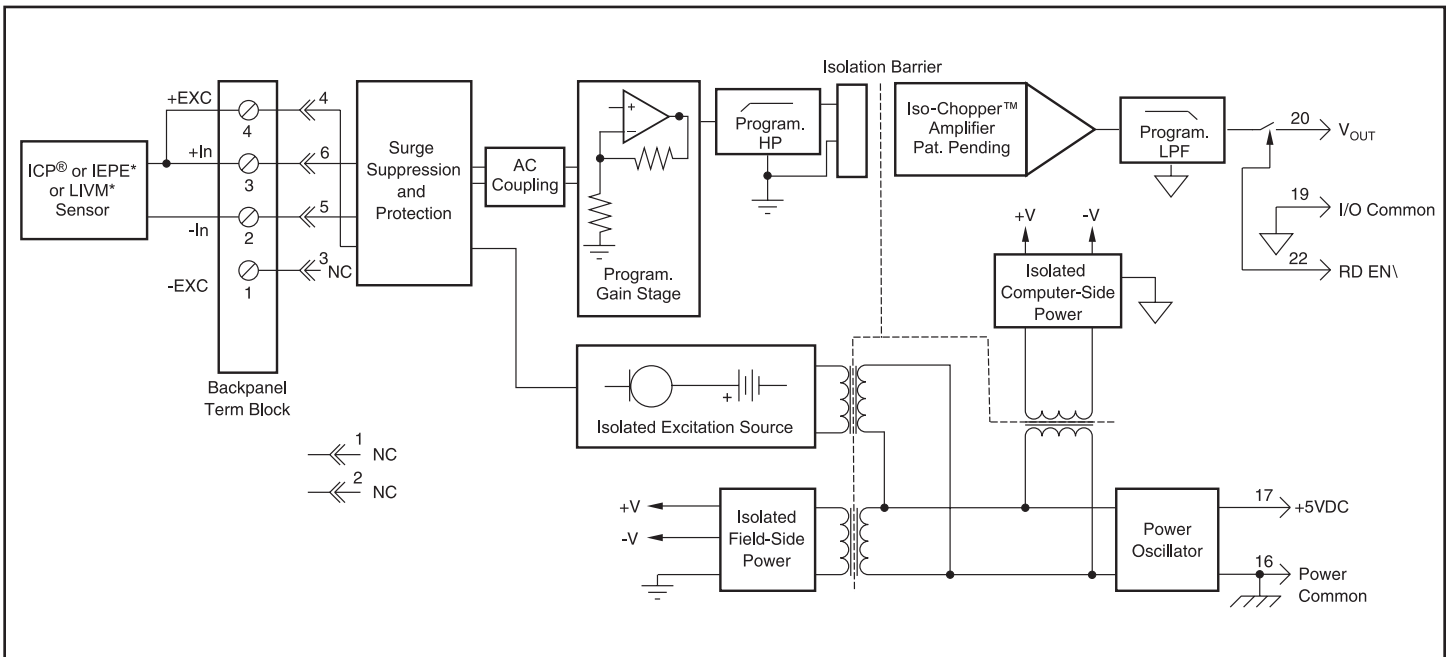 ICP® or IEPE*
or LIVM*
Sensor
+EXC
+In
-In
-EXC
4
3
2
1
Backpanel
Term Block
4
6
5
3
NC
1
NC
2
NC
Surge
Suppression
and
Protection
AC
Coupling
+
−
Program.
Gain Stage
Program.
HP
Isolation Barrier
Iso-Chopper™
Amplifier
Pat. Pending
Program.
LPF
20
VOUT
19
I/O Common
22
RD EN\
+V
-V
Isolated
Computer-Side
Power
+
Isolated Excitation Source
+V
-V
Isolated
Field-Side
Power
Power
Oscillator
17
+5VDC
16
Power
Common